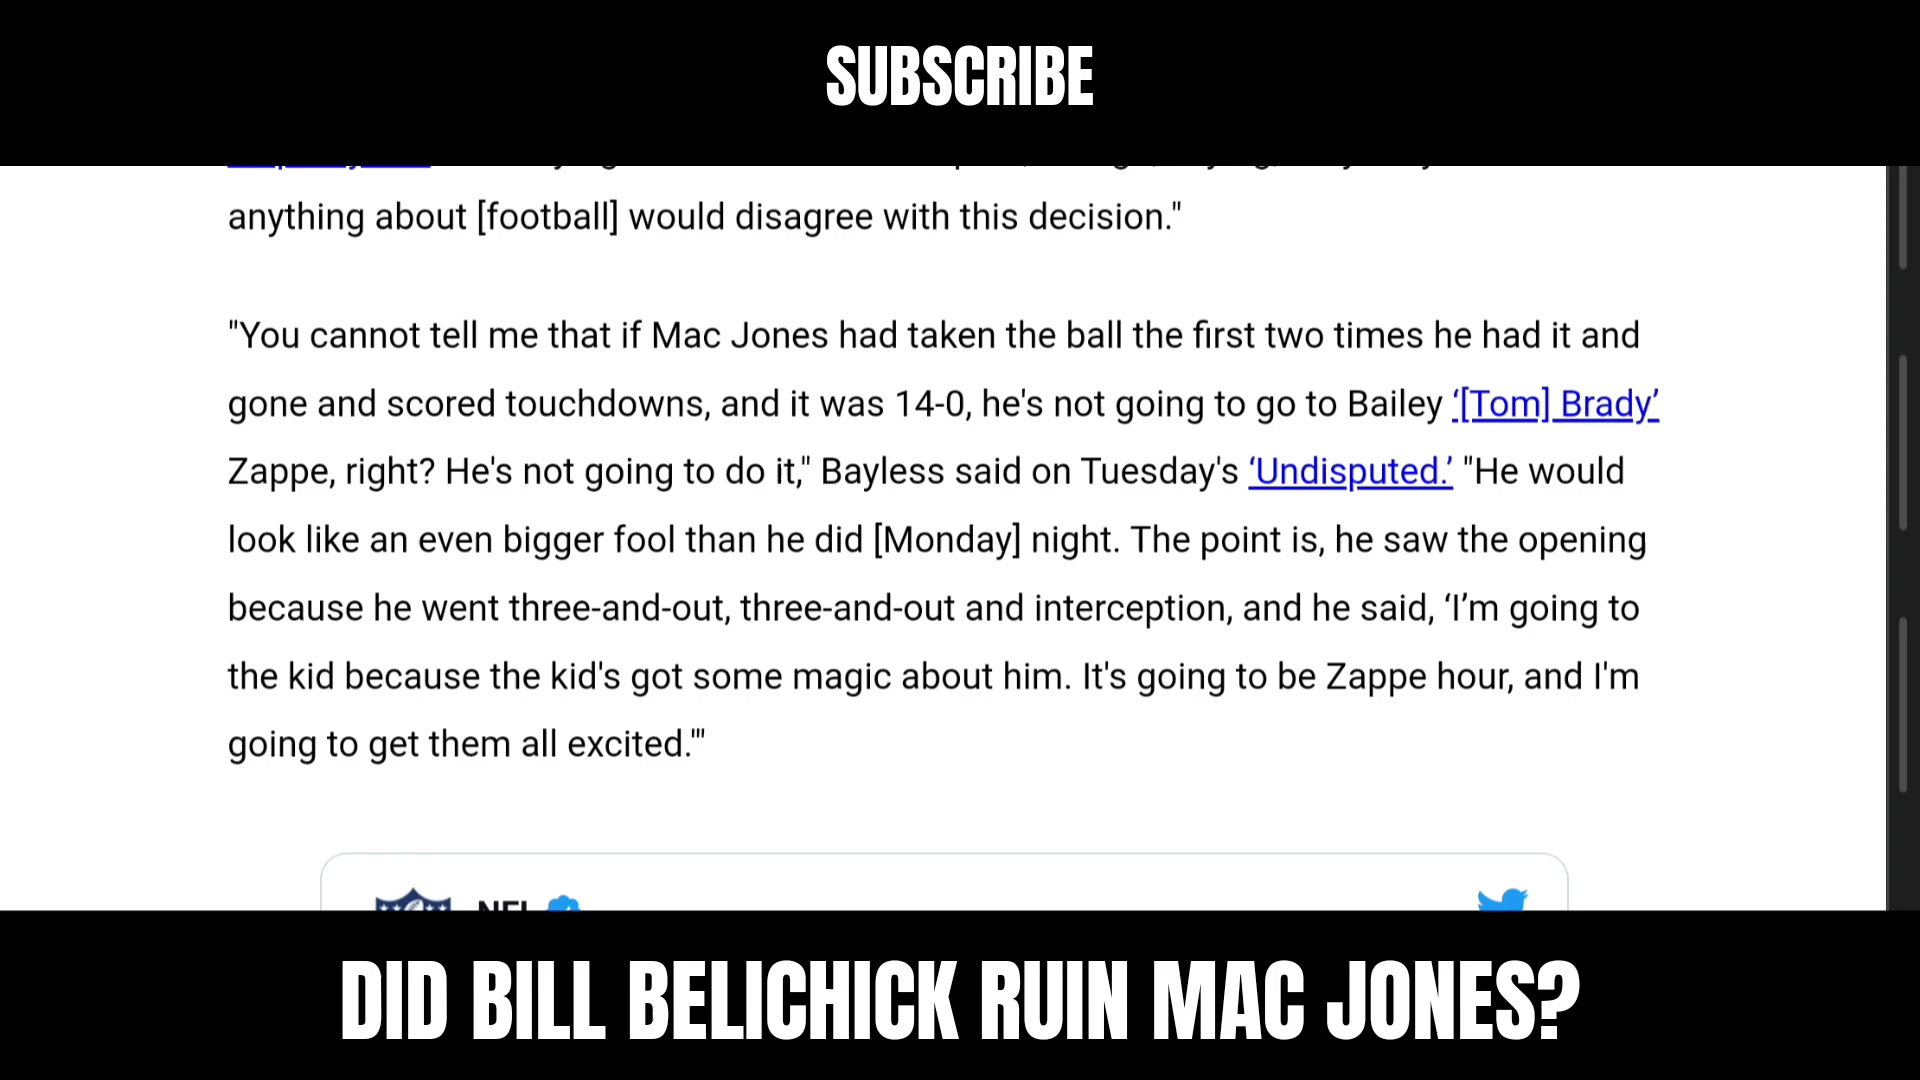 SUBSCRIBE
anything about [football] would disagree with this decision."
"You cannot tell me that if Mac Jones had taken the ball the first two times he had it and
gone and scored touchdowns, and it was 14-0, he's not going to go to Bailey ‘[Tom] Brady’
Zappe, right? He's not going to do it," Bayless said on Tuesday's ‘Undisputed.’ "He would
look like an even bigger fool than he did [Monday] night. The point is, he saw the opening
because he went three-and-out, three-and-out and interception, and he said, ‘I’m going to
the kid because the kid's got some magic about him. It's going to be Zappe hour, and I'm
going to get them all excited.'"
NFL
DID BILL BELICHICK RUIN MAC JONES?